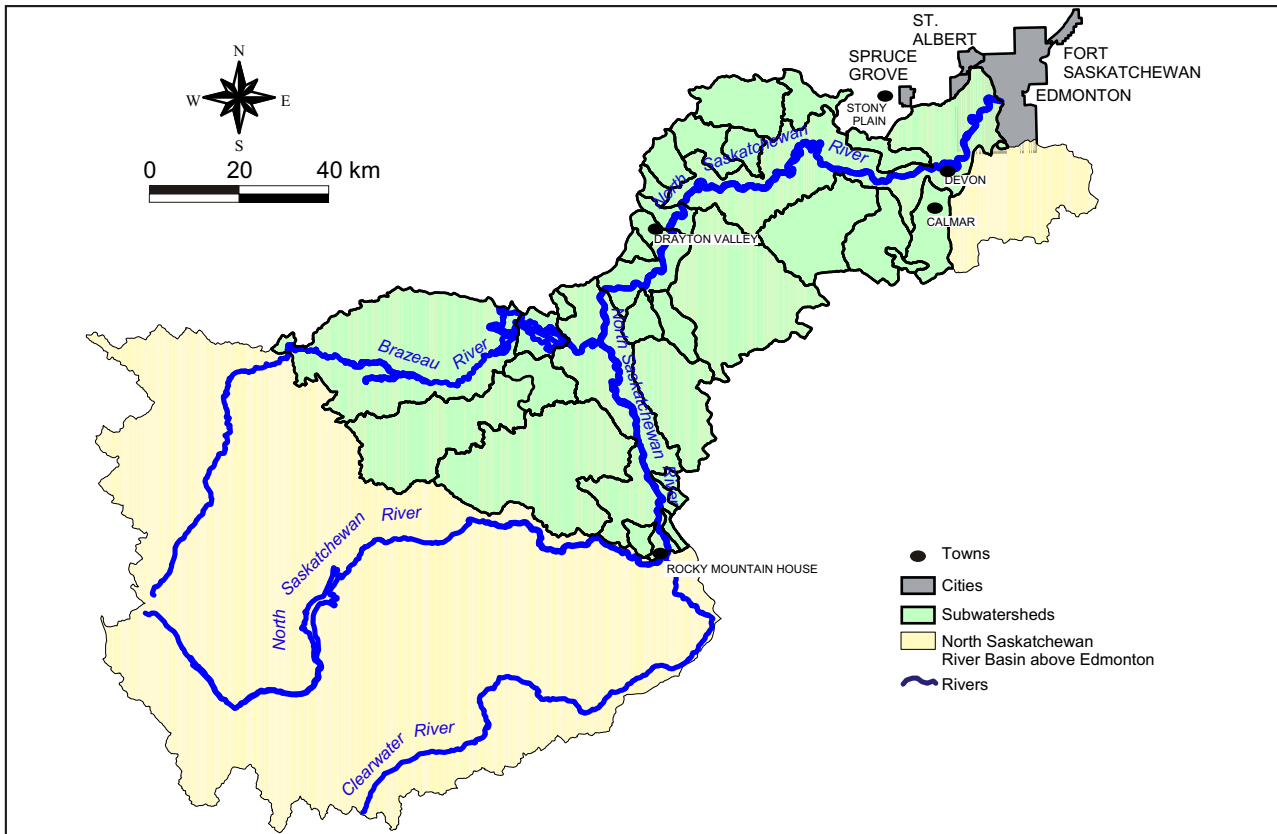 ST.
ALBERT
SPRUCE
GROVE
FORT
SASKATCHEWAN
EDMONTON
STONY
PLAIN
N
W
E
S
0
20
40 km
North Saskatchewan River
DEVON
CALMAR
DRAYTON VALLEY
Brazeau River
North Saskatchewan River
North Saskatchewan River
ROCKY MOUNTAIN HOUSE
Clearwater River
Towns
Cities
Subwatersheds
North Saskatchewan
River Basin above Edmonton
Rivers